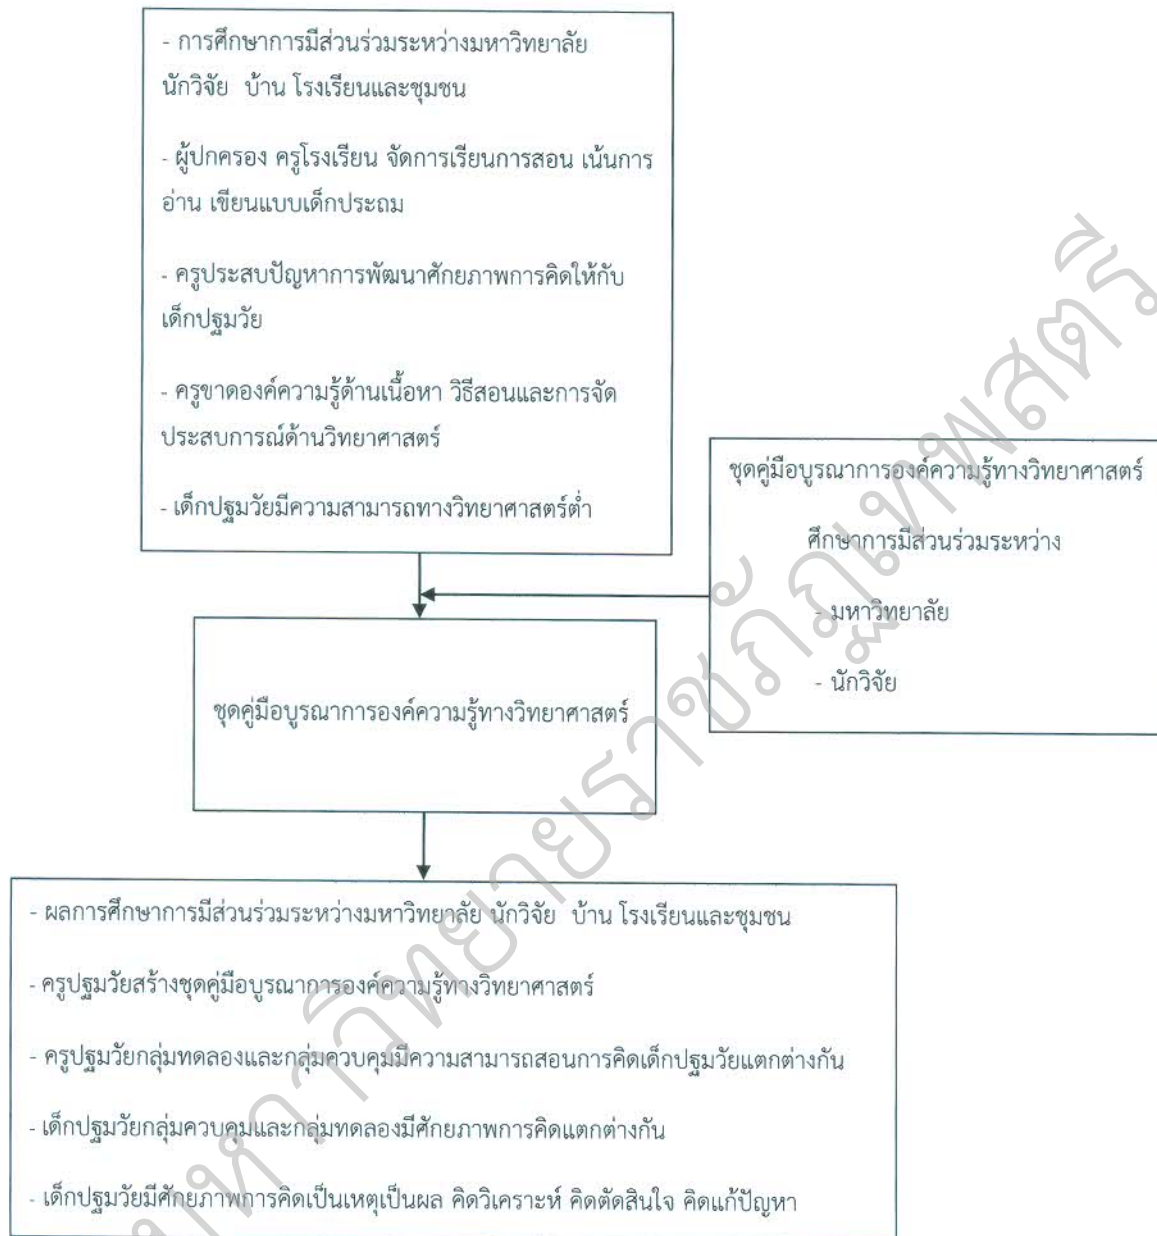 - การศึกษาการมีส่วนร่วมระหว่างมหาวิทยาลัย
นักวิจัย บ้าน โรงเรียนและชุมชน
- ผู้ปกครอง ครูโรงเรียน จัดการเรียนการสอน เน้นการ
อ่าน เขียนแบบเด็กประถม
- ครูประสบปัญหาการพัฒนาศักยภาพการคิดให้กับ
เด็กปฐมวัย
- ครูขาดองค์ความรู้ด้านเนื้อหา วิธีสอนและการจัด
ประสบการณ์ด้านวิทยาศาสตร์
- เด็กปฐมวัยมีความสามารถทางวิทยาศาสตร์ต่ำ
ชุดคู่มือบูรณาการองค์ความรู้ทางวิทยาศาสตร์
ศึกษาการมีส่วนร่วมระหว่าง
- มหาวิทยาลัย
- นักวิจัย
ชุดคู่มือบูรณาการองค์ความรู้ทางวิทยาศาสตร์
- ผลการศึกษาการมีส่วนร่วมระหว่างมหาวิทยาลัย นักวิจัย บ้าน โรงเรียนและชุมชน
- ครูปฐมวัยสร้างชุดคู่มือบูรณาการองค์ความรู้ทางวิทยาศาสตร์
- ครูปฐมวัยกลุ่มทดลองและกลุ่มควบคุมมีความสามารถสอนการคิดเด็กปฐมวัยแตกต่างกัน
- เด็กปฐมวัยกลุ่มควบคุมและกลุ่มทดลองมีศักยภาพการคิดแตกต่างกัน
- เด็กปฐมวัยมีศักยภาพการคิดเป็นเหตุเป็นผล คิดวิเคราะห์ คิดตัดสินใจ คิดแก้ปัญหา
มหาวิทยายราชภัฏเทพสตรี